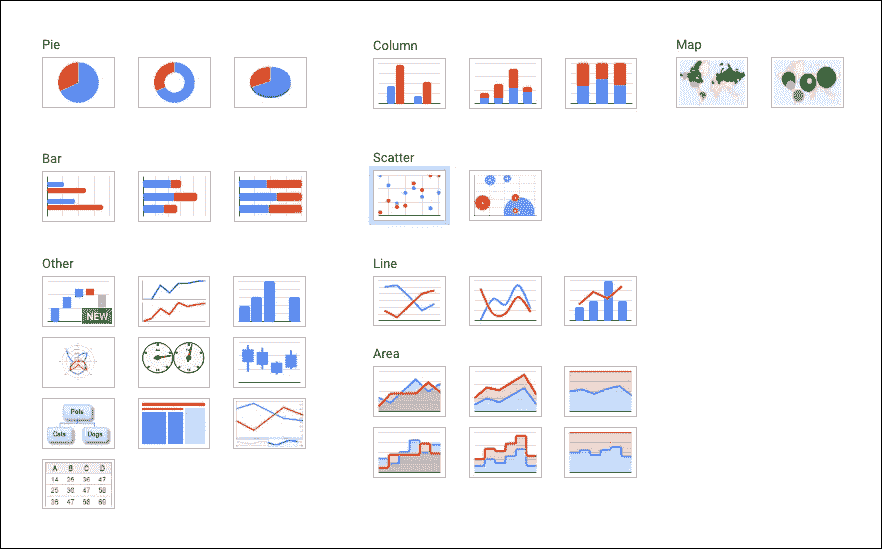 Pie
Column
Map
Bar
Scatter
Other
NEW
Line
Area
Pets
Cats Dogs
A B C D
14 25 36 47
25 36 47 58
36 47 58 69